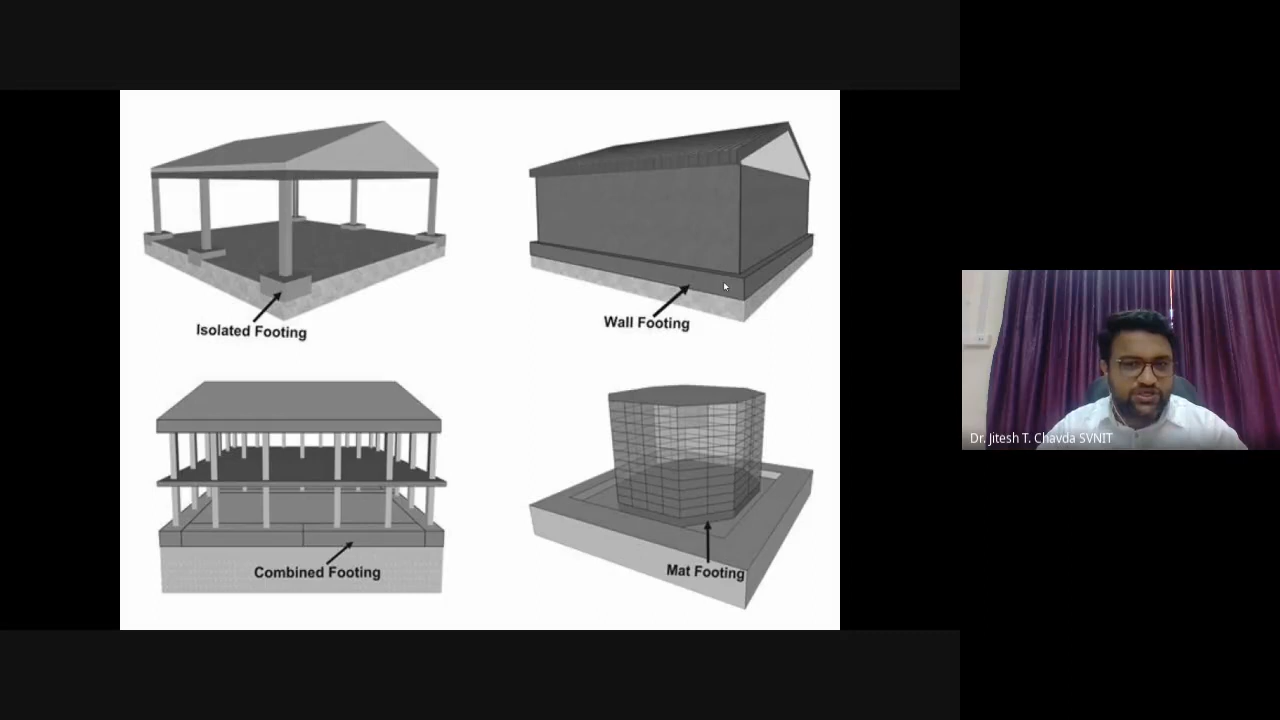 Isolated Footing
Wall Footing
Combined Footing
Mat Footing
Dr. Jitesh T. Chavda SVNIT